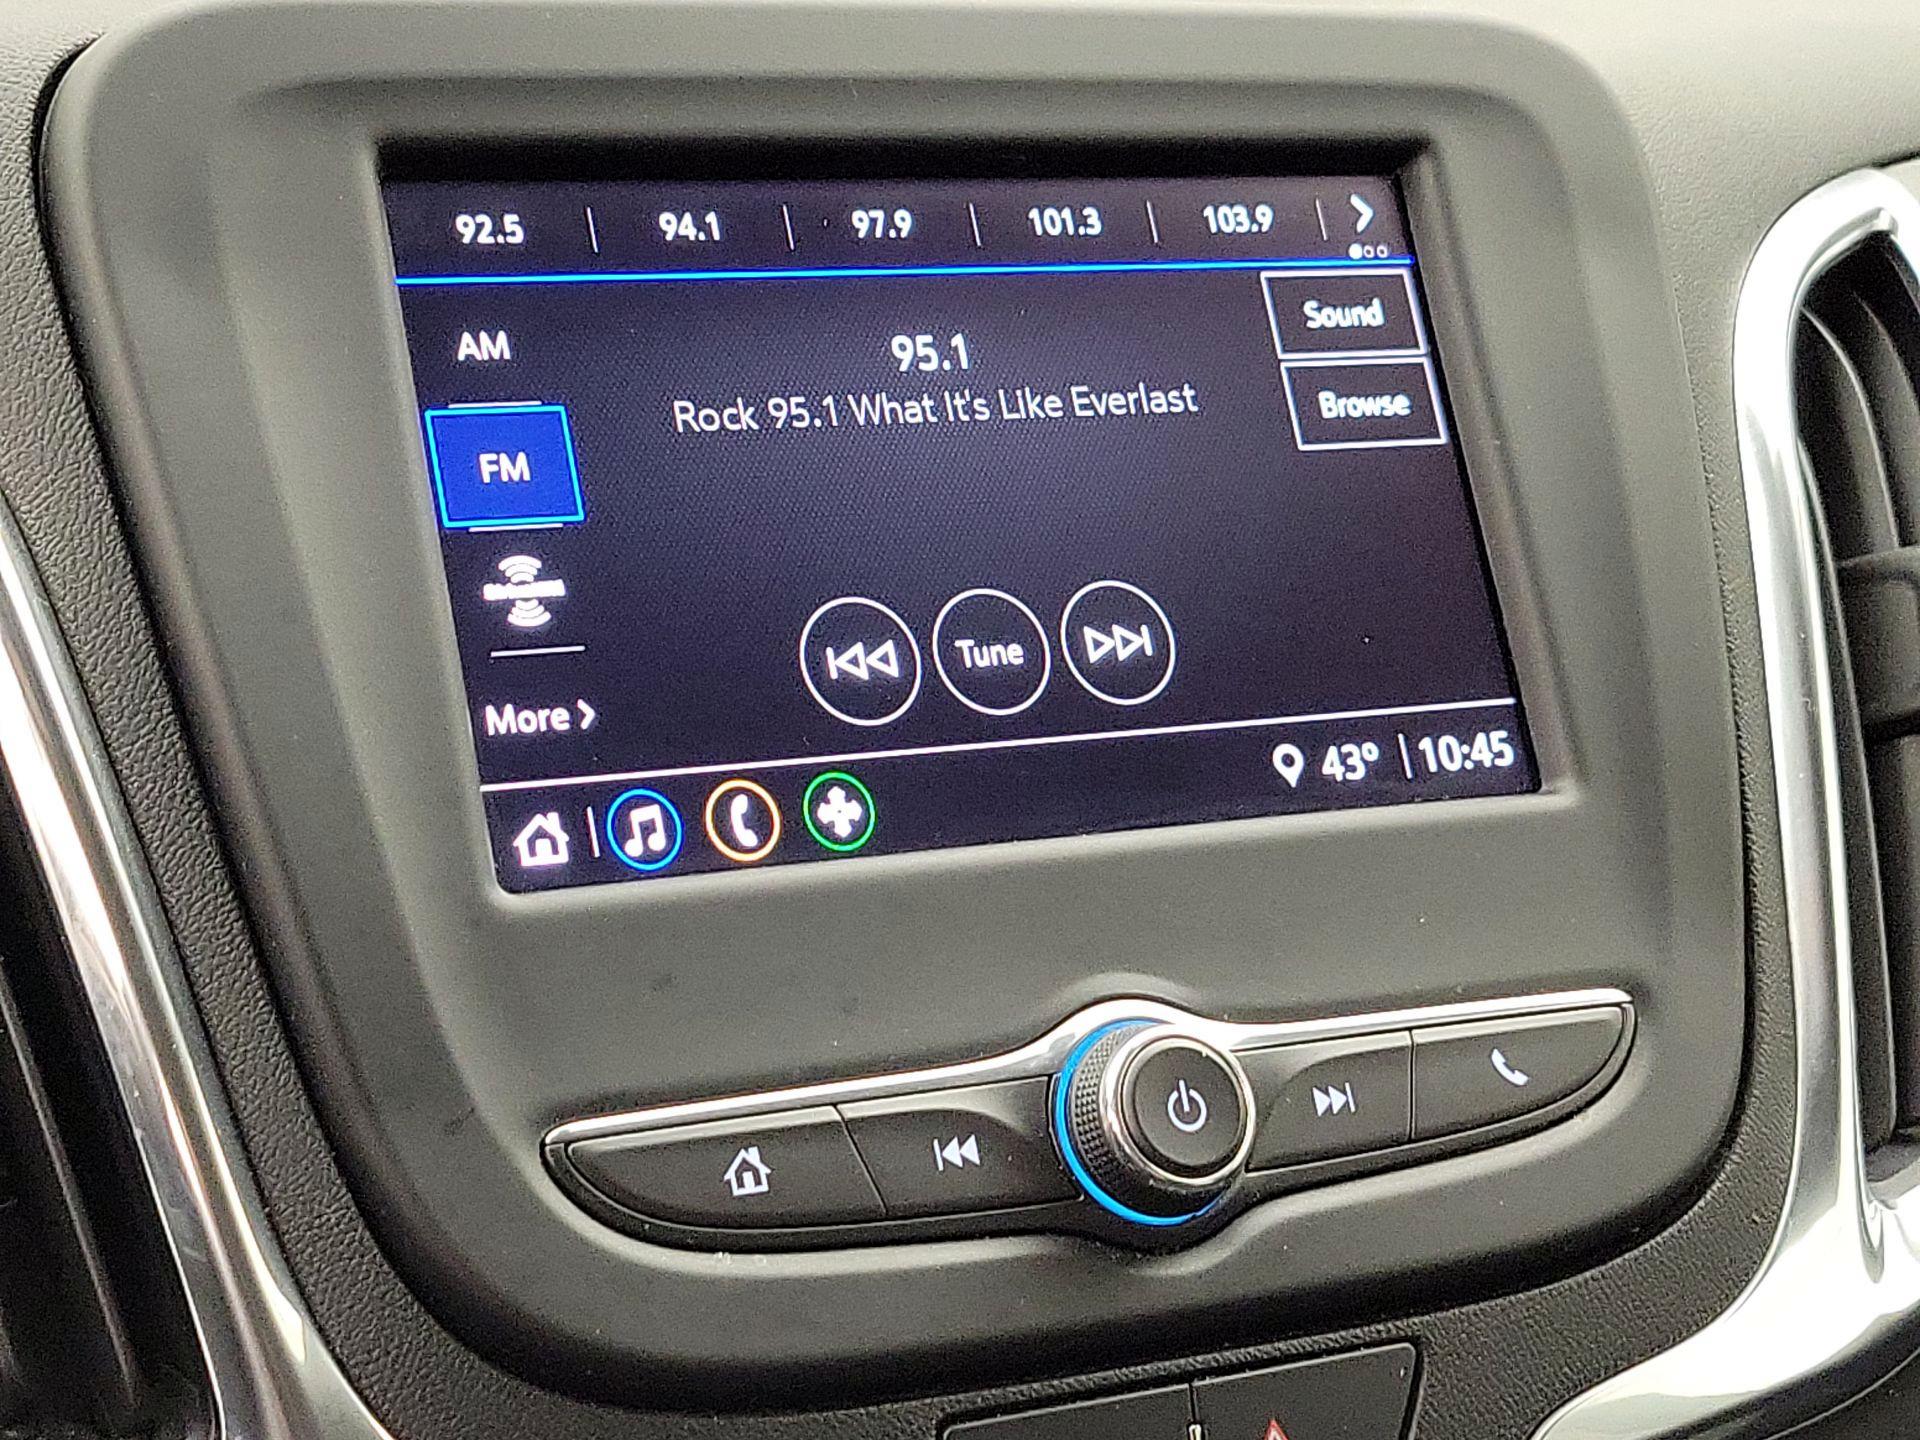 92.5 | 94.1 | 97.9 | 101.3 | 103.9
AM
95.1
Sound
Rock 95.1 What It's Like Everlast
Browse
FM
Tune
More
43° | 10:45